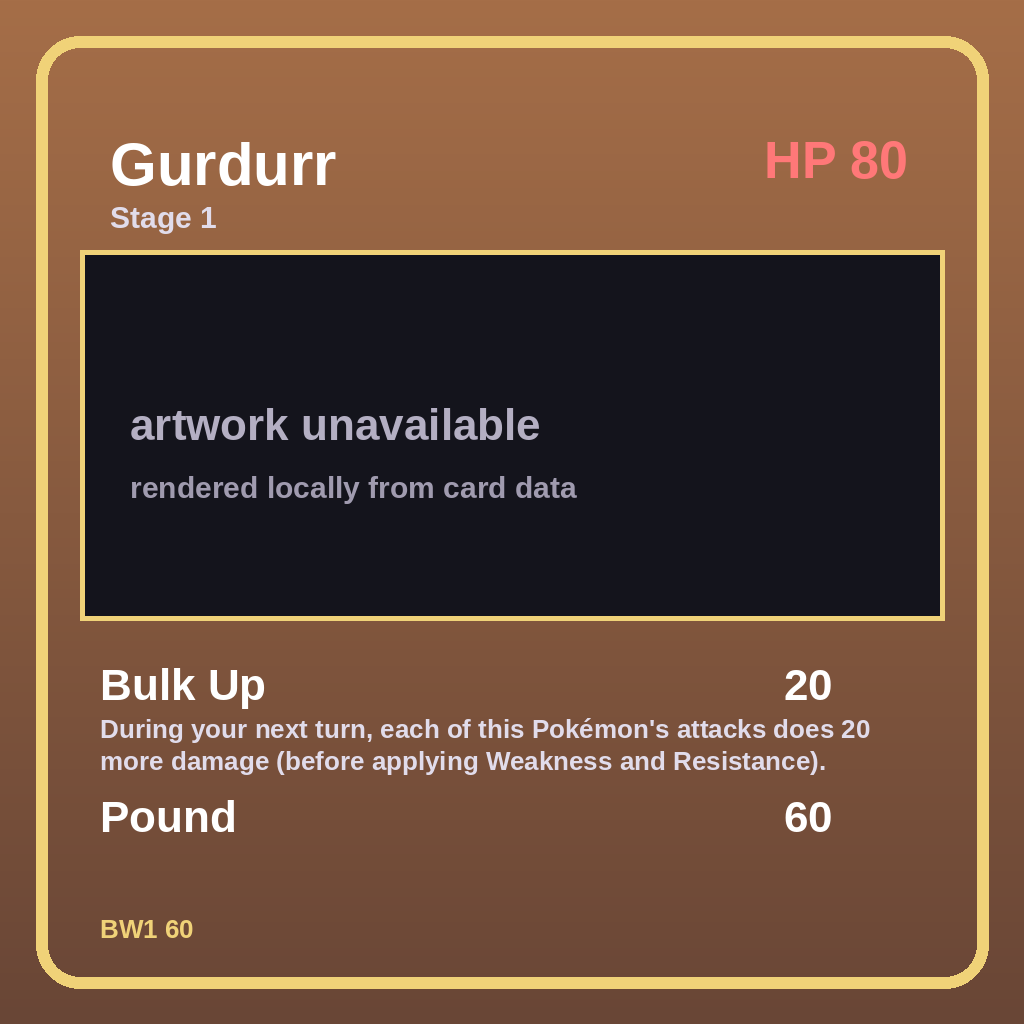 Gurdurr
HP 80
Stage 1
artwork unavailable
rendered locally from card data
Bulk Up
20
During your next turn, each of this Pokémon's attacks does 20
more damage (before applying Weakness and Resistance).
Pound
60
BW1 60